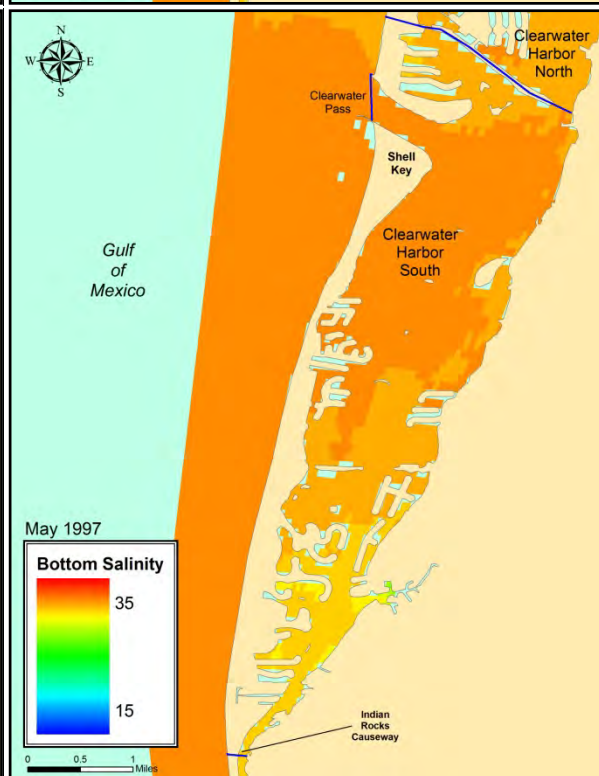 N
W E
S
Clearwater
Harbor
North
Clearwater
Pass
Shell
Key
Clearwater
Harbor
South
Gulf
of
Mexico
May 1997
Bottom Salinity
35
15
Indian
Rocks
Causeway
0 0.5 1
Miles